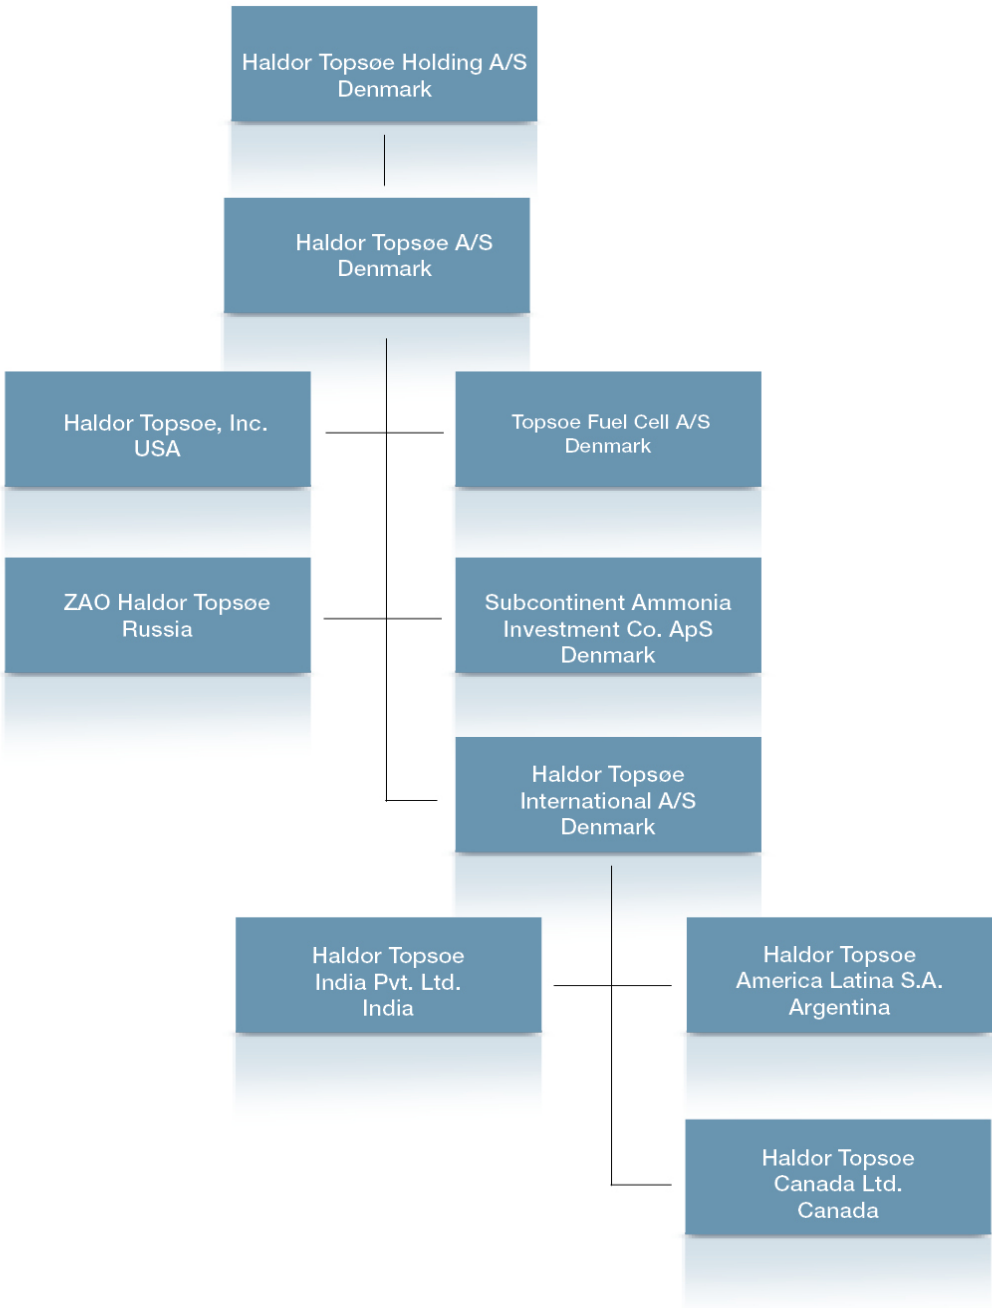 Haldor Topsøe Holding A/S
Denmark
Haldor Topsøe A/S
Denmark
Haldor Topsoe, Inc.
USA
Topsoe Fuel Cell A/S
Denmark
ZAO Haldor Topsøe
Russia
Subcontinent Ammonia
Investment Co. ApS
Denmark
Haldor Topsøe
International A/S
Denmark
Haldor Topsoe
India Pvt. Ltd.
India
Haldor Topsoe
America Latina S.A.
Argentina
Haldor Topsoe
Canada Ltd.
Canada